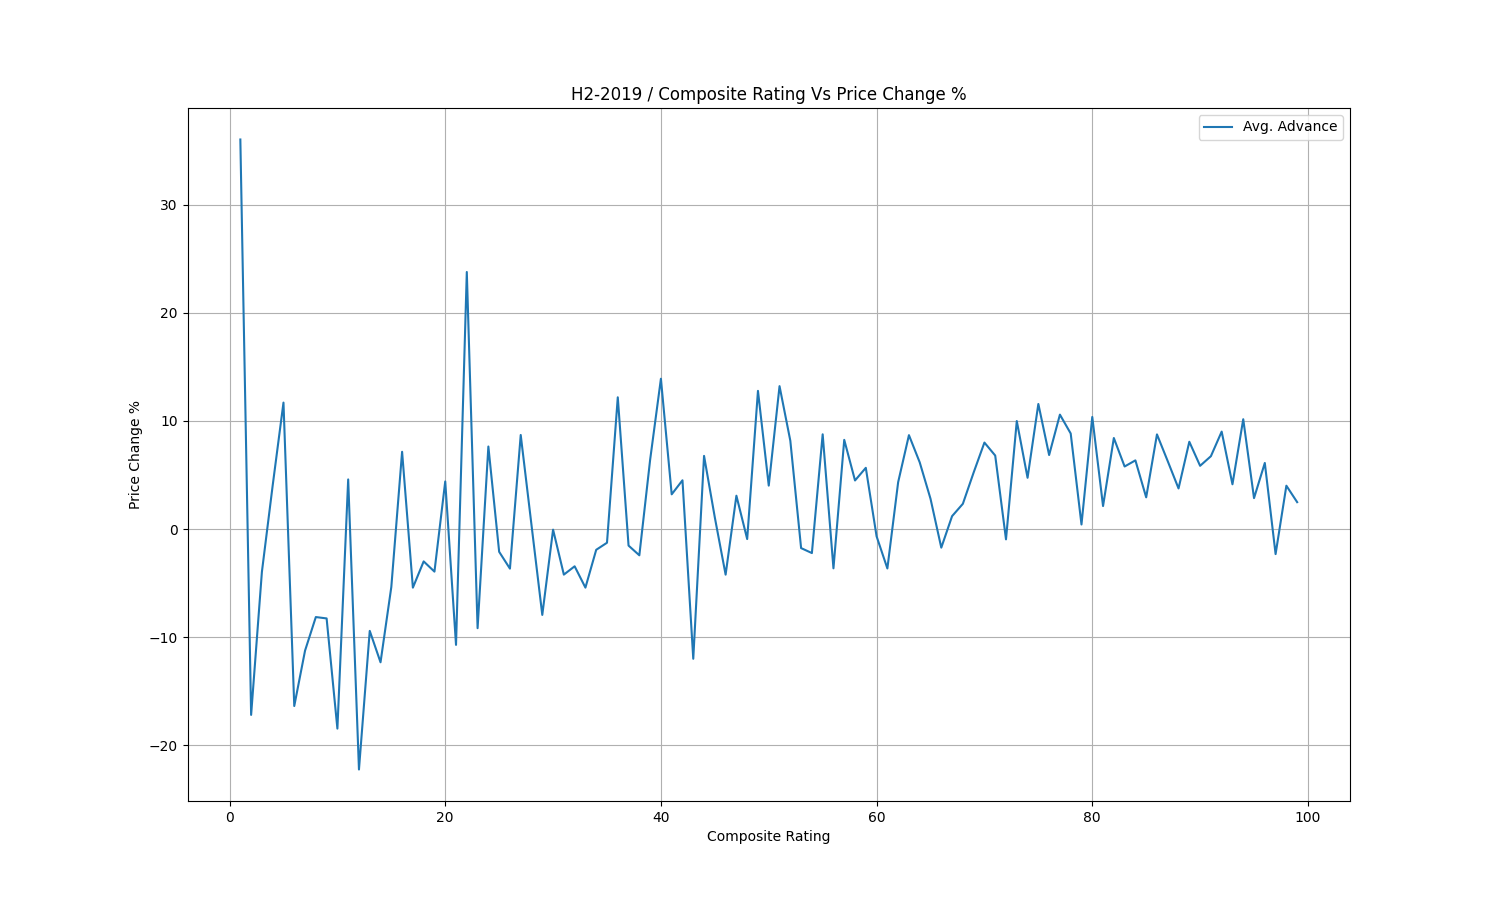 H2-2019 / Composite Rating Vs Price Change %
Avg. Advance
30
20
10
0
−10
−20
Price Change %
0 20 40 60 80 100
Composite Rating